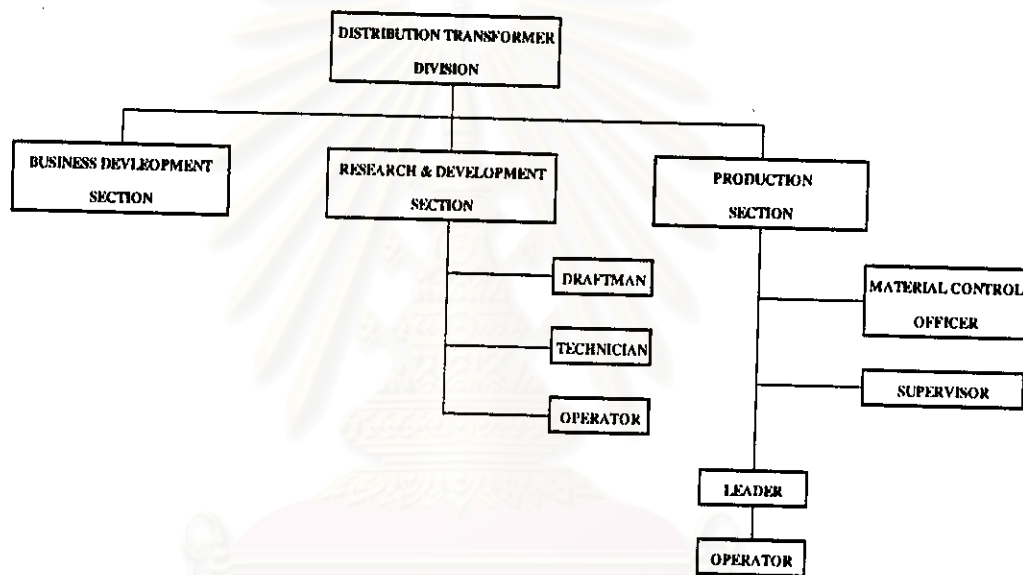 DISTRIBUTION TRANSFORMER
DIVISION
BUSINESS DEVLEOPMENT
SECTION
RESEARCH & DEVELOPMENT
SECTION
PRODUCTION
SECTION
DRAFTMAN
TECHNICIAN
OPERATOR
MATERIAL CONTROL
OFFICER
SUPERVISOR
LEADER
OPERATOR